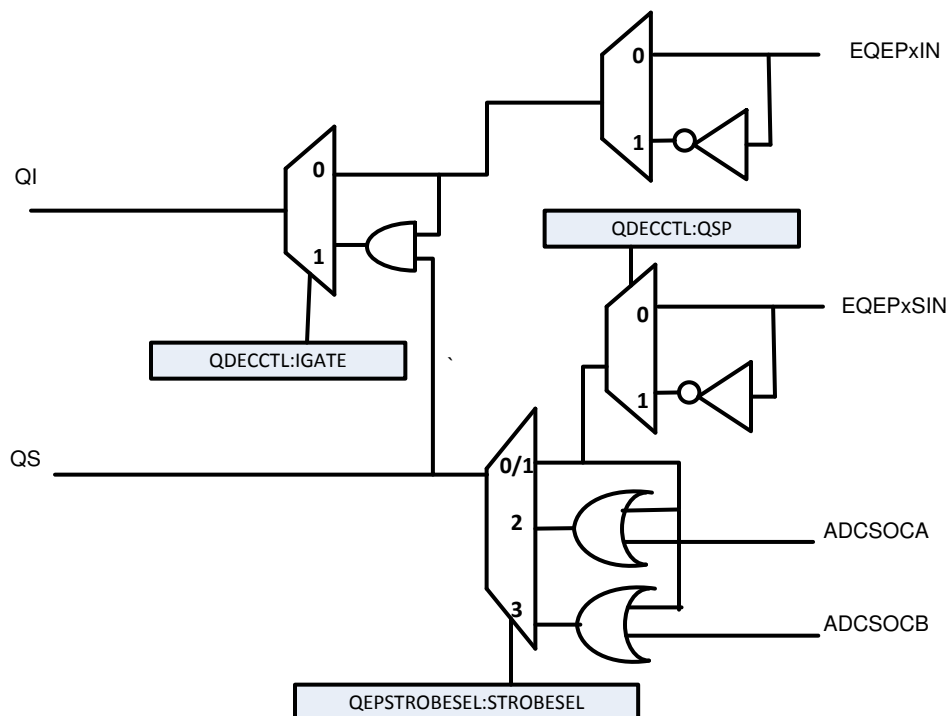 0
EQEPxIN
1
QI
0
1
QDECCTL:QSP
EQEPxSIN
0
1
QDECCTL:IGATE
`
QS
0/1
2
ADCSOCA
3
ADCSOCB
QEPSTROBESEL:STROBESEL